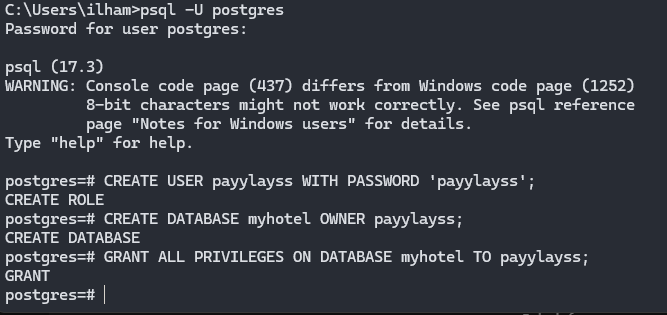 C:\Users\ilham>psql -U postgres
Password for user postgres:
psql (17.3)
WARNING: Console code page (437) differs from Windows code page (1252)
8-bit characters might not work correctly. See psql reference
page "Notes for Windows users" for details.
Type "help" for help.
postgres=# CREATE USER payylayss WITH PASSWORD 'payylayss';
CREATE ROLE
postgres=# CREATE DATABASE myhotel OWNER payylayss;
CREATE DATABASE
postgres=# GRANT ALL PRIVILEGES ON DATABASE myhotel TO payylayss;
GRANT
postgres=#